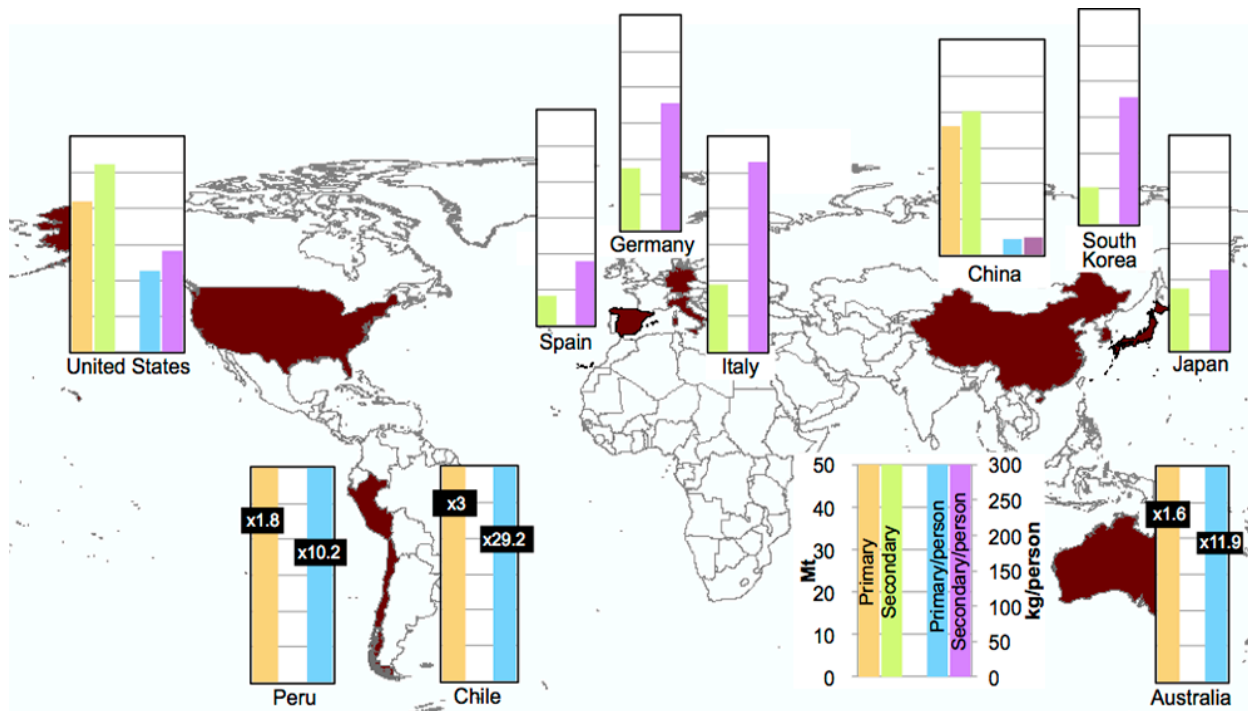 United States
Spain
Germany
Italy
China
South
Korea
Japan
x1.8
x10.2
Peru
x3
x29.2
Chile
50
40
30
20
10
0
Mt
Primary
Secondary
Primary/person
Secondary/person
300
250
200
150
100
50
0
kg/person
x1.6
x11.9
Australia